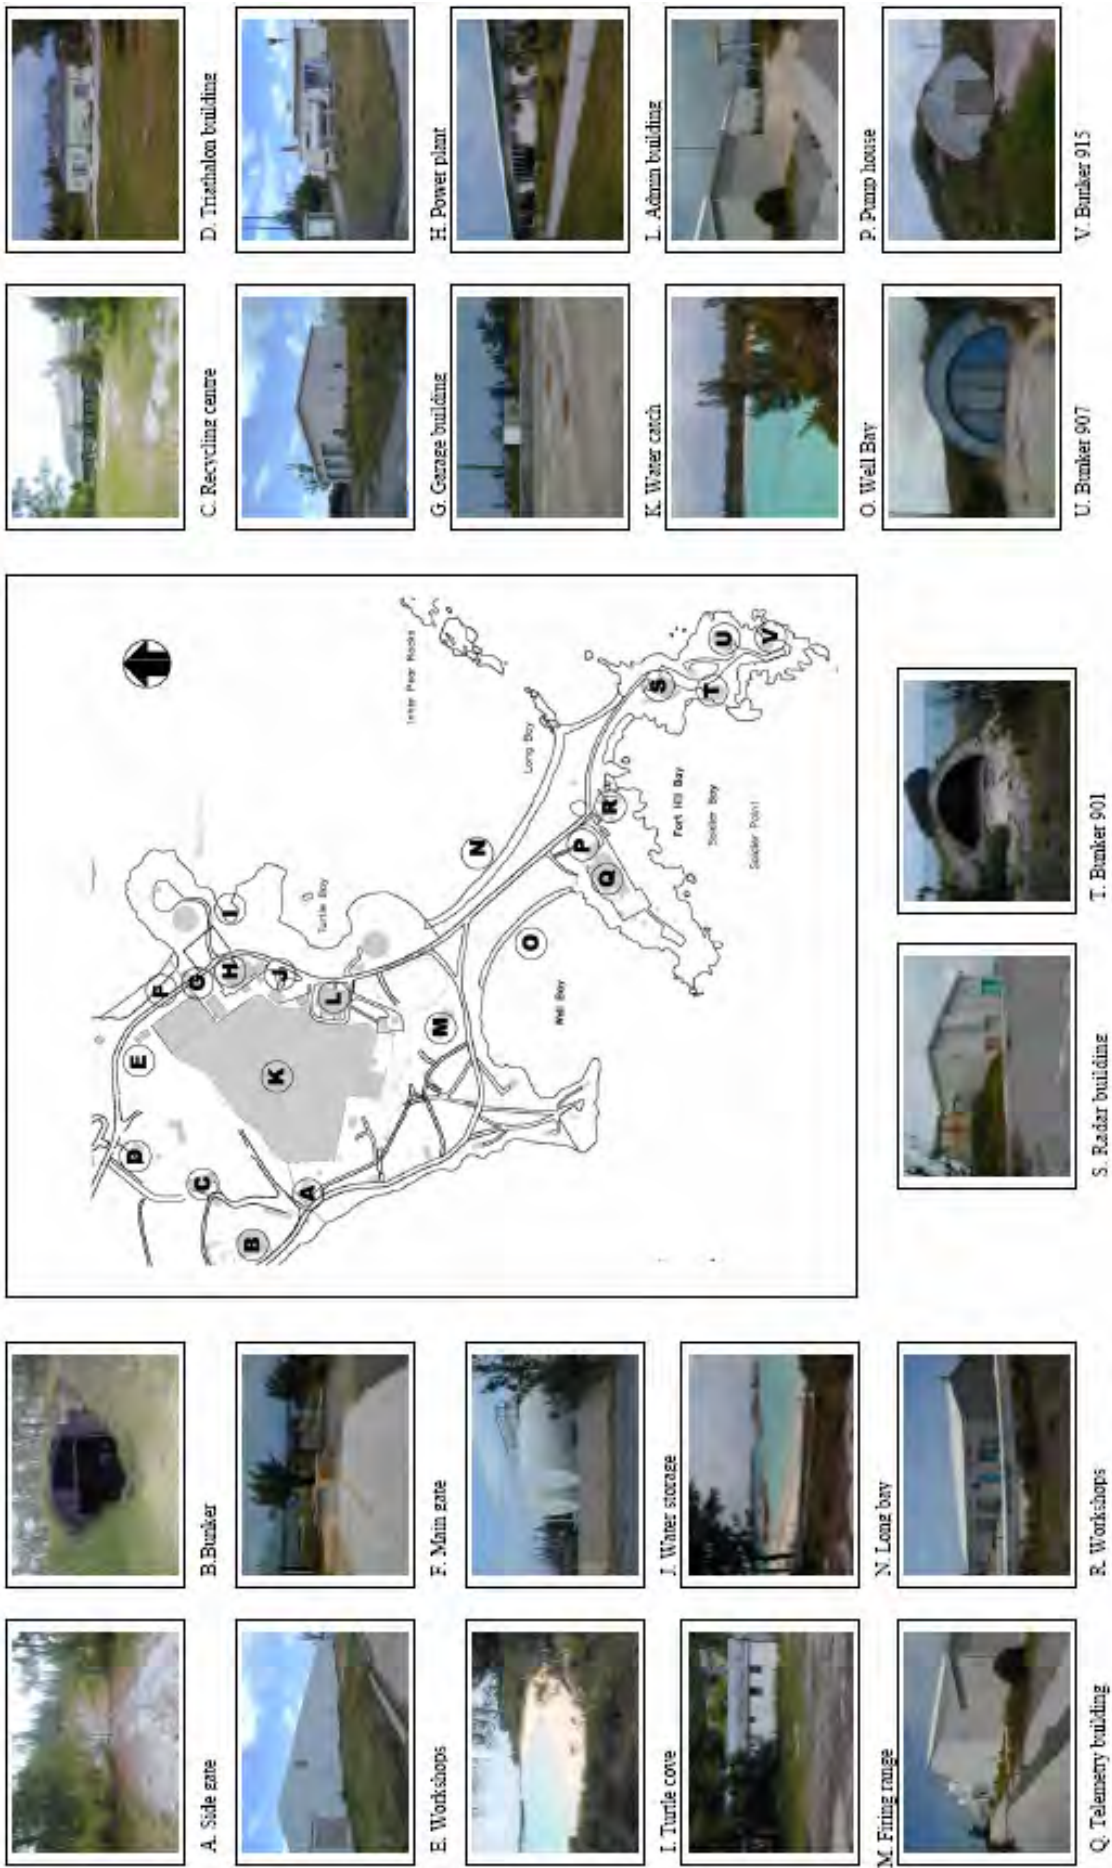 A. Side gate
B.Bunker
C. Recycling centre
D. Triathalon building
E. Workshops
F. Main gate
G. Garage building
H. Power plant
I. Turtle cove
J. Water storage
K. Water catch
L. Admin building
M. Firing range
N. Long bay
O. Well Bay
P. Pump house
Q. Telemetry building
R. Workshops
S. Radar building
T. Bunker 901
U. Bunker 907
V. Bunker 915
A
B
C
D
E
F
G
H
I
J
K
L
M
N
O
P
Q
R
S
T
U
V
Turtle Bay
Long Bay
Well Bay
Fort Hill Bay
Soldier Bay
Soldier Point